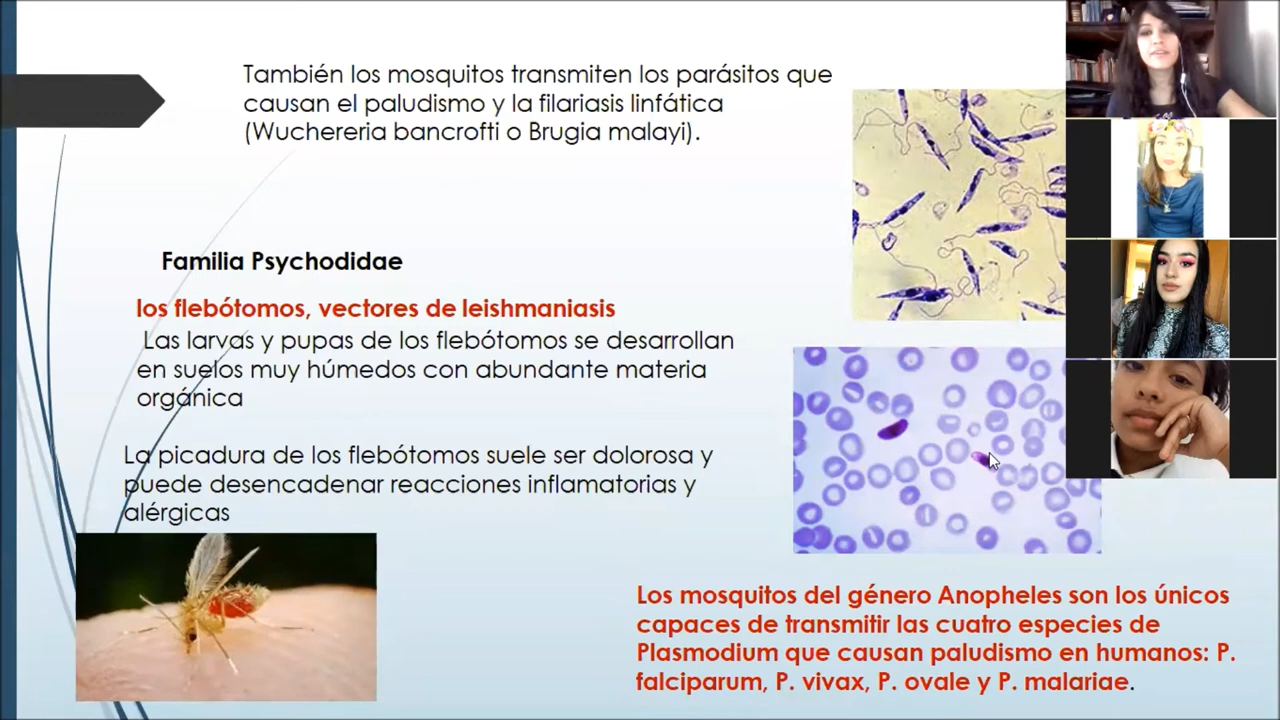 También los mosquitos transmiten los parásitos que
causan el paludismo y la filariasis linfática
(Wuchereria bancrofti o Brugia malayi).
Familia Psychodidae
los flebótomos, vectores de leishmaniasis
Las larvas y pupas de los flebótomos se desarrollan
en suelos muy húmedos con abundante materia
orgánica
La picadura de los flebótomos suele ser dolorosa y
puede desencadenar reacciones inflamatorias y
alérgicas
Los mosquitos del género Anopheles son los únicos
capaces de transmitir las cuatro especies de
Plasmodium que causan paludismo en humanos: P.
falciparum, P. vivax, P. ovale y P. malariae.